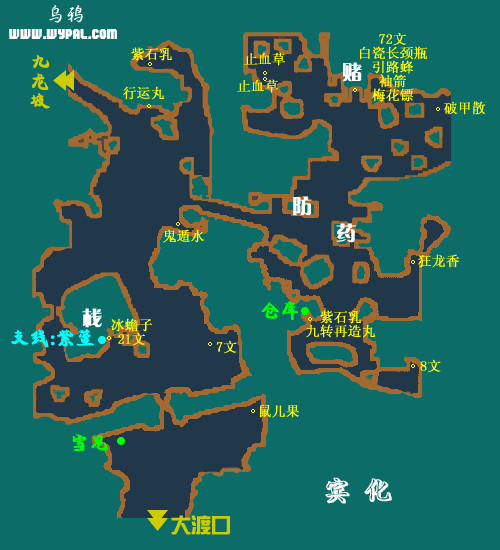 乌鸦
www.wypal.com
九龙坡
紫石乳
行运丸
止血草
止血草
赌
72文
白瓷长颈瓶
引路蜂
袖箭
梅花镖
破甲散
防
药
鬼遁水
狂龙香
仓库
紫石乳
九转再造丸
栈
冰蟾子
21文
支线:紫萱
7文
8文
鼠儿果
雪见
宾化
大渡口